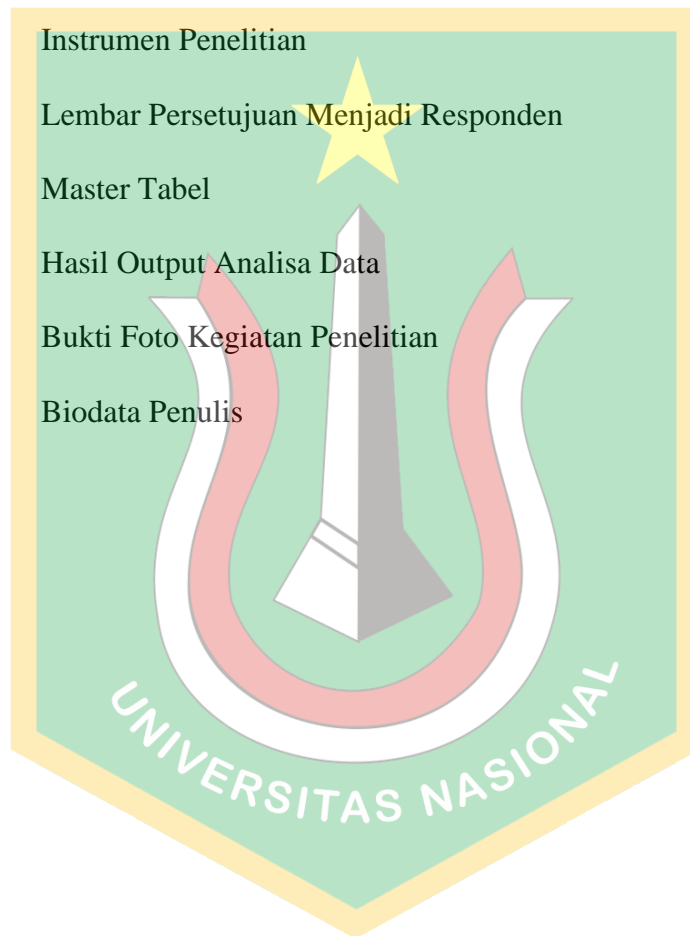 Instrumen Penelitian
Lembar Persetujuan Menjadi Responden
Master Tabel
Hasil Output Analisa Data
Bukti Foto Kegiatan Penelitian
Biodata Penulis
UNIVERSITAS NASIONAL